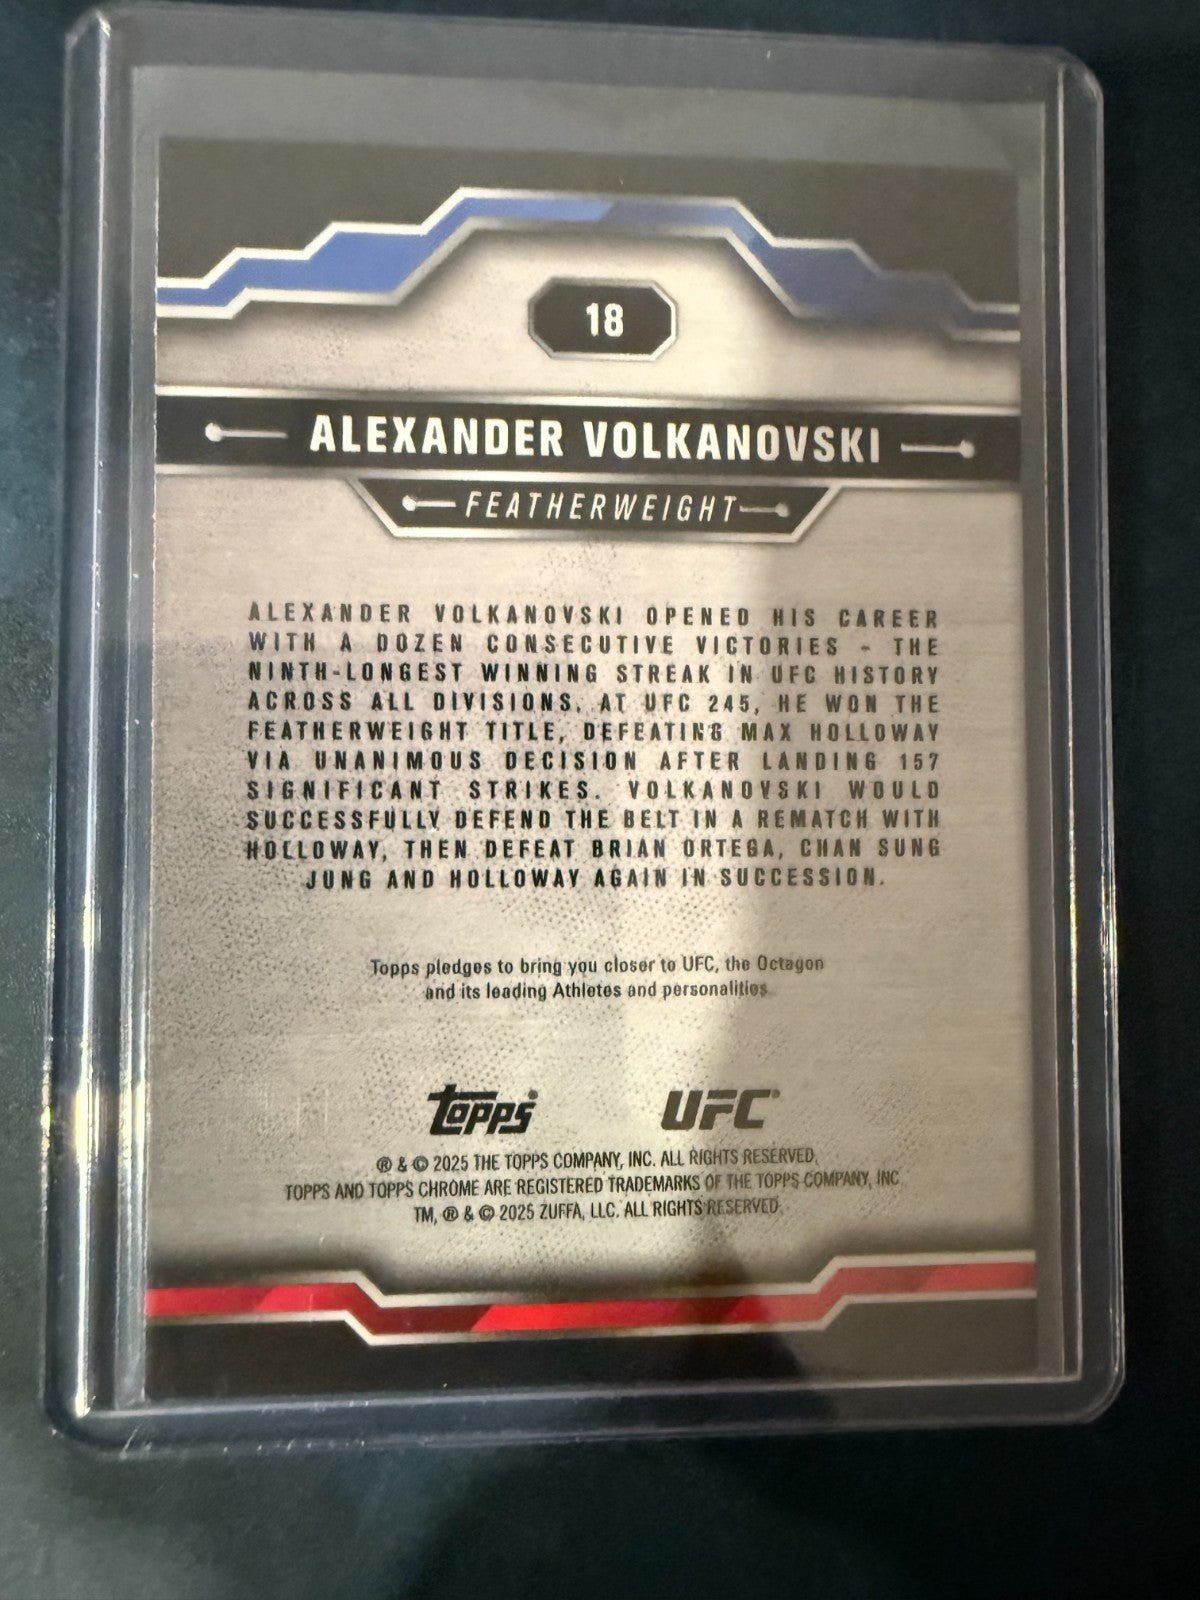 18
ALEXANDER VOLKANOVSKI
FEATHERWEIGHT
ALEXANDER VOLKANOVSKI OPENED HIS CAREER
WITH A DOZEN CONSECUTIVE VICTORIES - THE
NINTH-LONGEST WINNING STREAK IN UFC HISTORY
ACROSS ALL DIVISIONS. AT UFC 245, HE WON THE
FEATHERWEIGHT TITLE, DEFEATING MAX HOLLOWAY
VIA UNANIMOUS DECISION AFTER LANDING 157
SIGNIFICANT STRIKES. VOLKANOVSKI WOULD
SUCCESSFULLY DEFEND THE BELT IN A REMATCH WITH
HOLLOWAY, THEN DEFEAT BRIAN ORTEGA, CHAN SUNG
JUNG AND HOLLOWAY AGAIN IN SUCCESSION.
Topps pledges to bring you closer to UFC, the Octagon
and its leading Athletes and personalities.
Topps® UFC®
® & © 2025 THE TOPPS COMPANY, INC. ALL RIGHTS RESERVED.
TOPPS AND TOPPS CHROME ARE REGISTERED TRADEMARKS OF THE TOPPS COMPANY, INC.
TM, ® & © 2025 ZUFFA, LLC. ALL RIGHTS RESERVED.